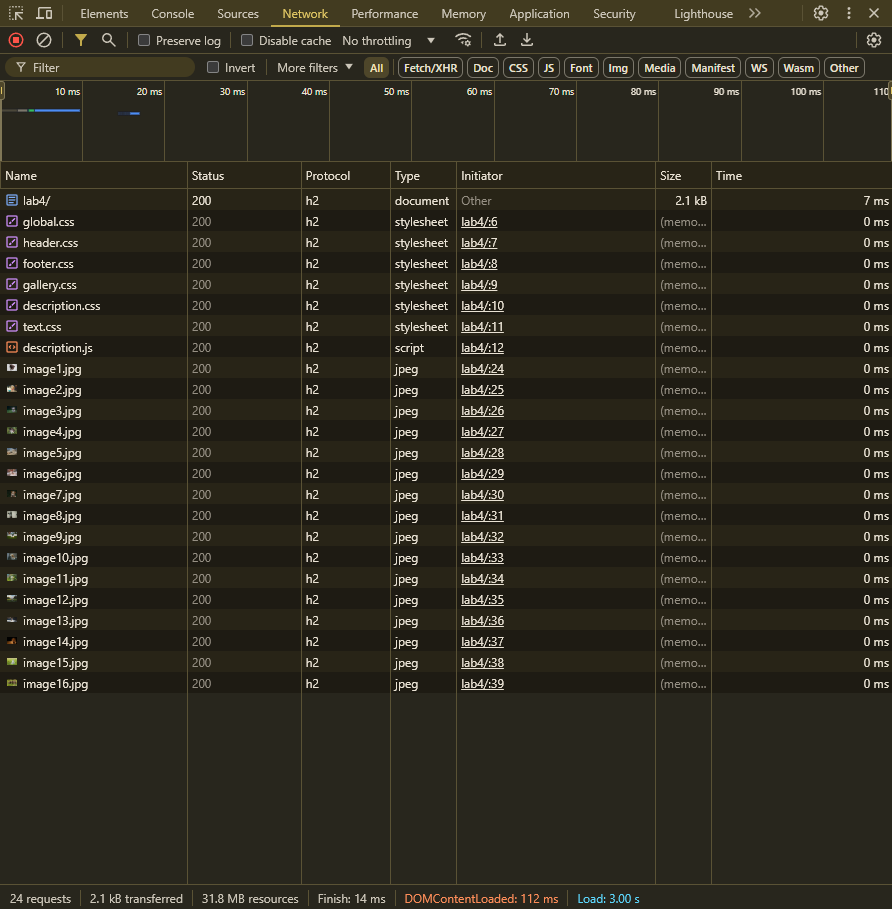 Elements Console Sources Network Performance Memory Application Security Lighthouse
Preserve log Disable cache No throttling
Filter Invert More filters All Fetch/XHR Doc CSS JS Font Img Media Manifest WS Wasm Other
10 ms 20 ms 30 ms 40 ms 50 ms 60 ms 70 ms 80 ms 90 ms 100 ms 110
Name Status Protocol Type Initiator Size Time
lab4/ 200 h2 document Other 2.1 kB 7 ms
global.css 200 h2 stylesheet lab4/:6 (memo... 0 ms
header.css 200 h2 stylesheet lab4/:7 (memo... 0 ms
footer.css 200 h2 stylesheet lab4/:8 (memo... 0 ms
gallery.css 200 h2 stylesheet lab4/:9 (memo... 0 ms
description.css 200 h2 stylesheet lab4/:10 (memo... 0 ms
text.css 200 h2 stylesheet lab4/:11 (memo... 0 ms
description.js 200 h2 script lab4/:12 (memo... 0 ms
image1.jpg 200 h2 jpeg lab4/:24 (memo... 0 ms
image2.jpg 200 h2 jpeg lab4/:25 (memo... 0 ms
image3.jpg 200 h2 jpeg lab4/:26 (memo... 0 ms
image4.jpg 200 h2 jpeg lab4/:27 (memo... 0 ms
image5.jpg 200 h2 jpeg lab4/:28 (memo... 0 ms
image6.jpg 200 h2 jpeg lab4/:29 (memo... 0 ms
image7.jpg 200 h2 jpeg lab4/:30 (memo... 0 ms
image8.jpg 200 h2 jpeg lab4/:31 (memo... 0 ms
image9.jpg 200 h2 jpeg lab4/:32 (memo... 0 ms
image10.jpg 200 h2 jpeg lab4/:33 (memo... 0 ms
image11.jpg 200 h2 jpeg lab4/:34 (memo... 0 ms
image12.jpg 200 h2 jpeg lab4/:35 (memo... 0 ms
image13.jpg 200 h2 jpeg lab4/:36 (memo... 0 ms
image14.jpg 200 h2 jpeg lab4/:37 (memo... 0 ms
image15.jpg 200 h2 jpeg lab4/:38 (memo... 0 ms
image16.jpg 200 h2 jpeg lab4/:39 (memo... 0 ms
24 requests 2.1 kB transferred 31.8 MB resources Finish: 14 ms DOMContentLoaded: 112 ms Load: 3.00 s